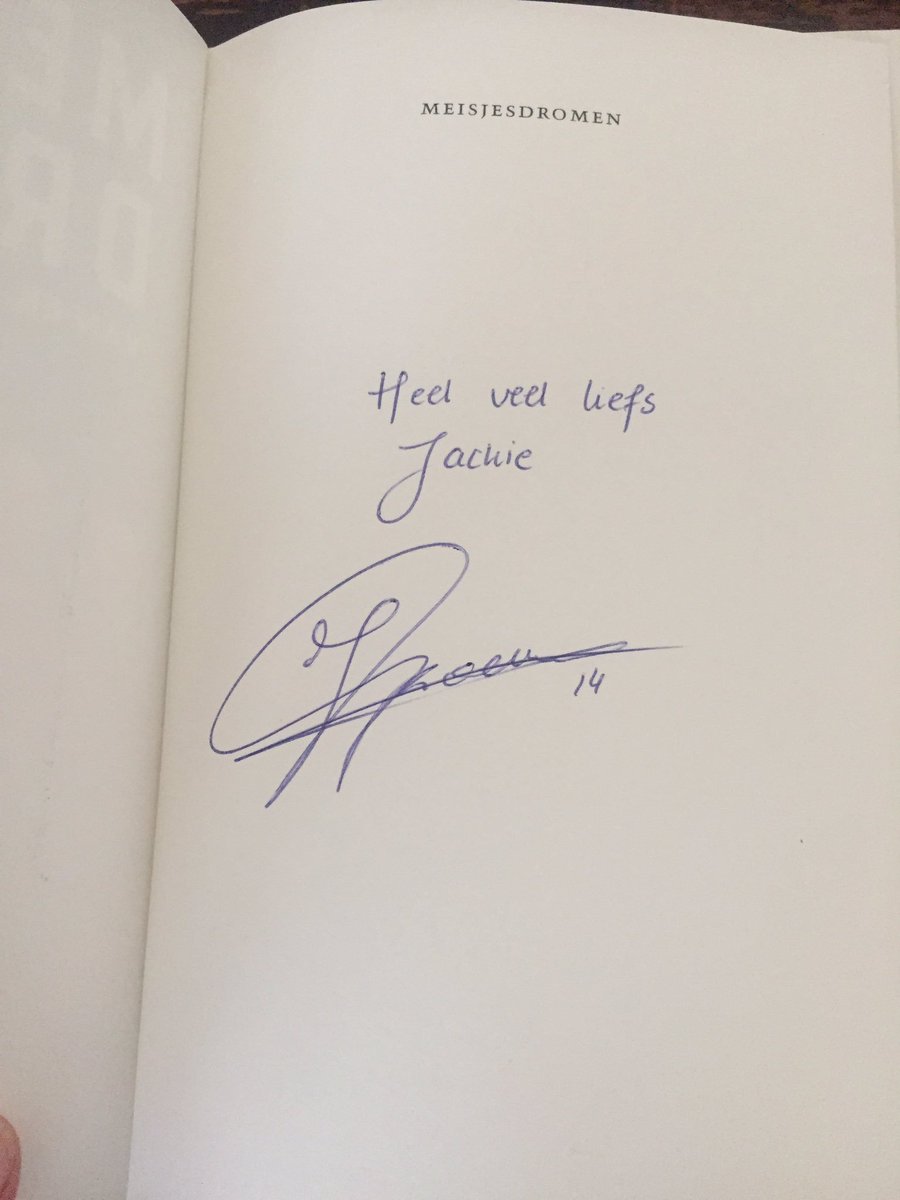 MEISJESDROMEN
Heel veel liefs
Jackie
14